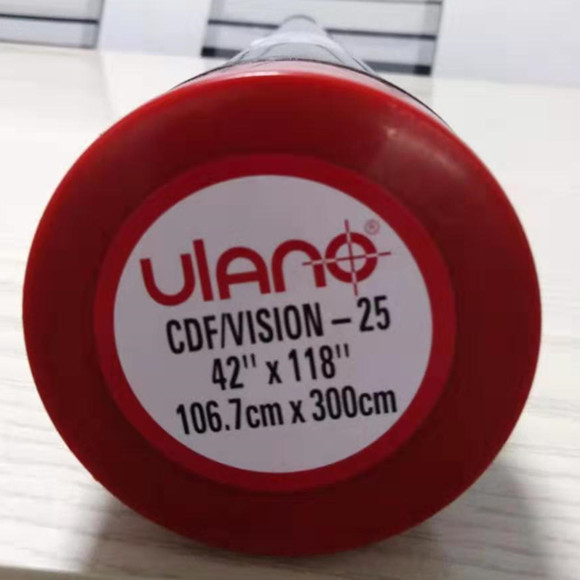 ulano®
CDF/VISION – 25
42" x 118"
106.7cm x 300cm